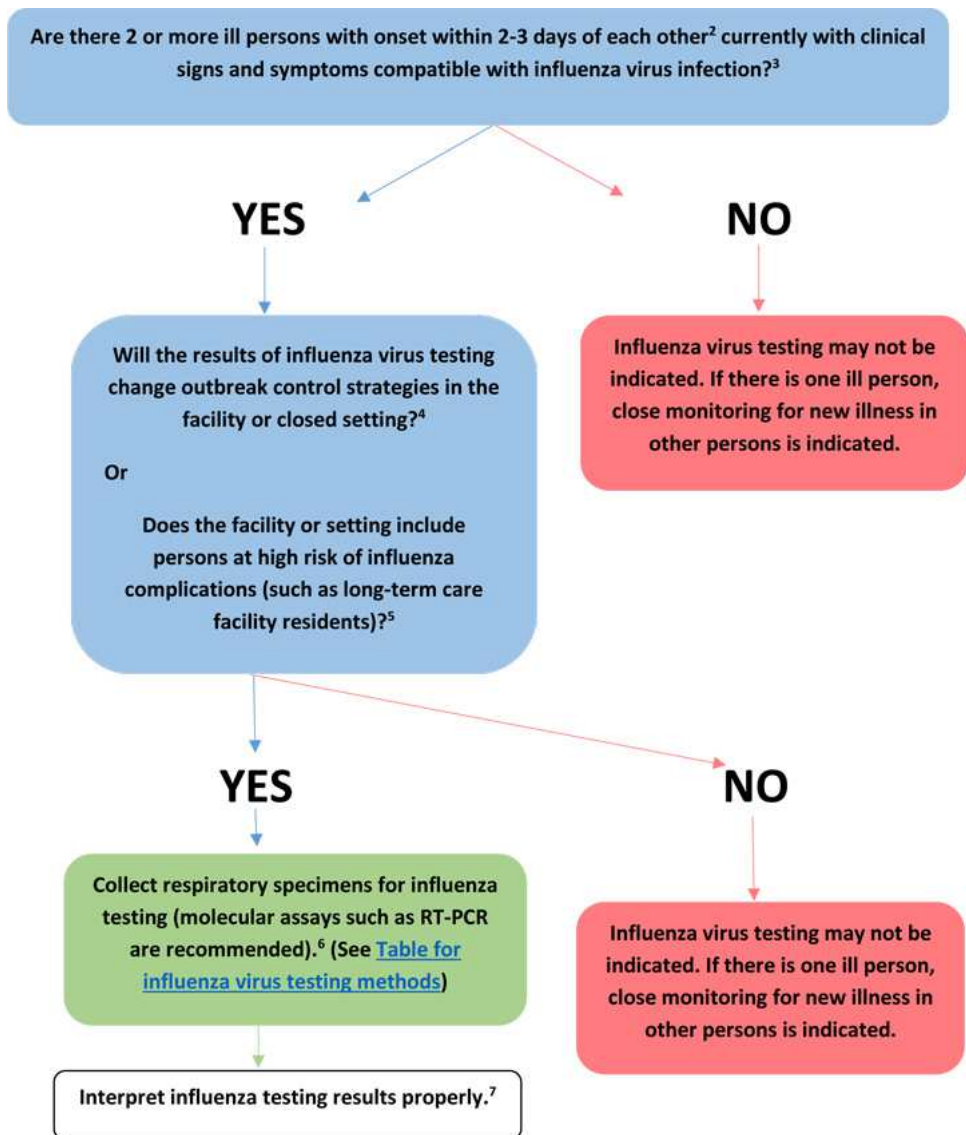 Are there 2 or more ill persons with onset within 2-3 days of each other² currently with clinical
signs and symptoms compatible with influenza virus infection?³
YES
NO
Will the results of influenza virus testing
change outbreak control strategies in the
facility or closed setting?⁴
Or
Does the facility or setting include
persons at high risk of influenza
complications (such as long-term care
facility residents)?⁵
Influenza virus testing may not be
indicated. If there is one ill person,
close monitoring for new illness in
other persons is indicated.
YES
NO
Collect respiratory specimens for influenza
testing (molecular assays such as RT-PCR
are recommended).⁶ (See Table for
influenza virus testing methods)
Influenza virus testing may not be
indicated. If there is one ill person,
close monitoring for new illness in
other persons is indicated.
Interpret influenza testing results properly.⁷